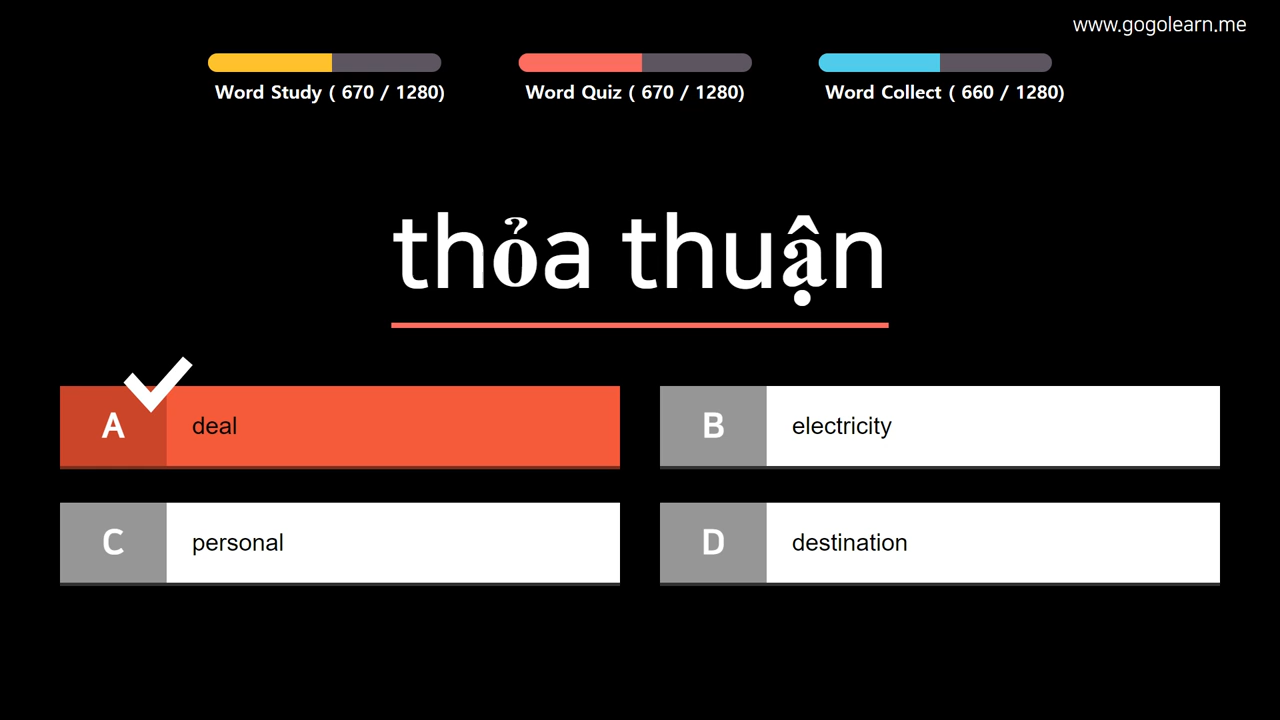 www.gogolearn.me
Word Study ( 670 / 1280)
Word Quiz ( 670 / 1280)
Word Collect ( 660 / 1280)
thỏa thuận
A deal
B electricity
C personal
D destination